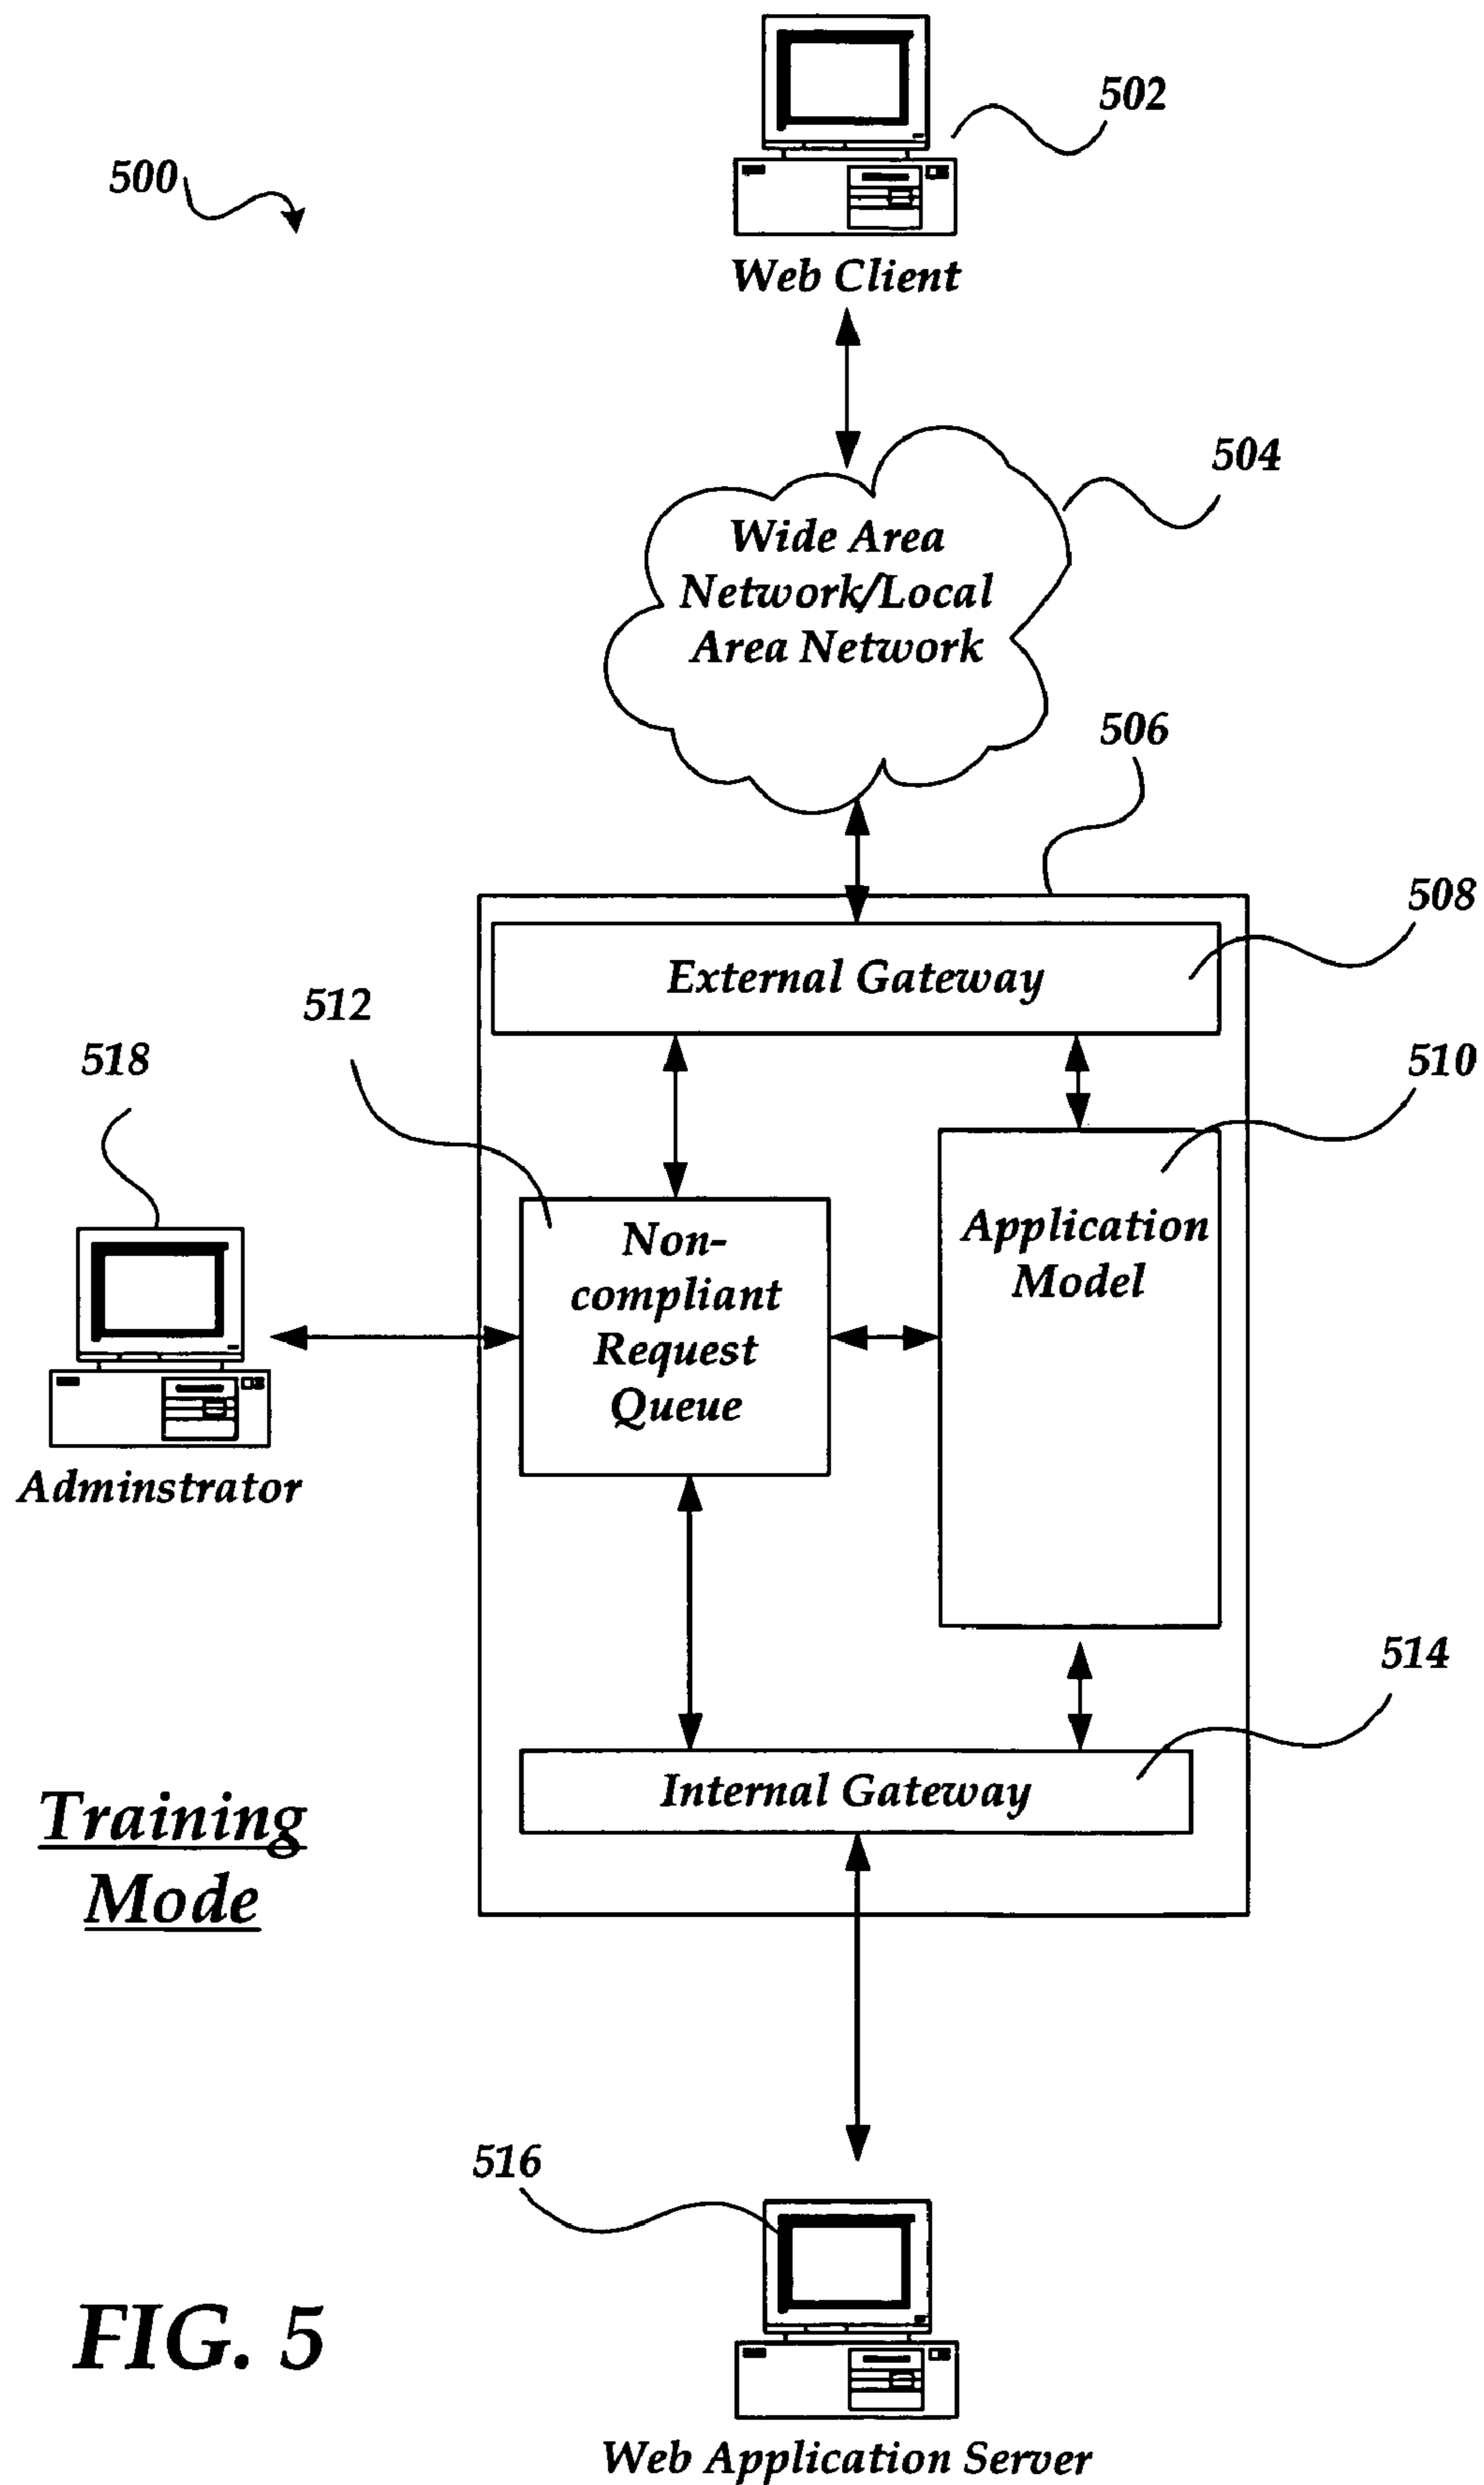 502
500
Web Client
504
Wide Area
Network/Local
Area Network
506
508
External Gateway
512
518
510
Non-
compliant
Request
Queue
Application
Model
Adminstrator
514
Internal Gateway
Training
Mode
516
FIG. 5
Web Application Server